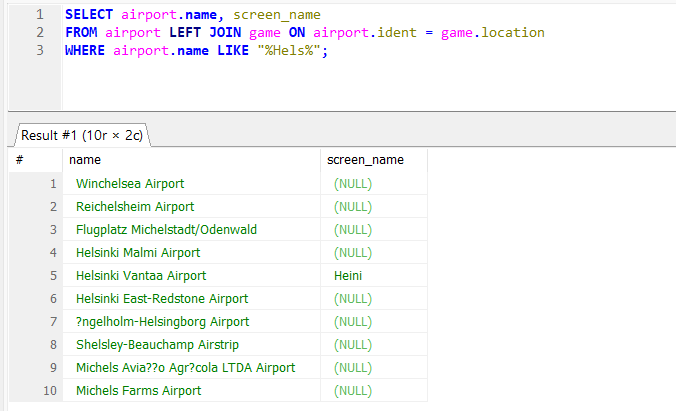 1 SELECT airport.name, screen_name
2 FROM airport LEFT JOIN game ON airport.ident = game.location
3 WHERE airport.name LIKE "%Hels%";
Result #1 (10r × 2c)
# name screen_name
1 Winchelsea Airport (NULL)
2 Reichelsheim Airport (NULL)
3 Flugplatz Michelstadt/Odenwald (NULL)
4 Helsinki Malmi Airport (NULL)
5 Helsinki Vantaa Airport Heini
6 Helsinki East-Redstone Airport (NULL)
7 ?ngelholm-Helsingborg Airport (NULL)
8 Shelsley-Beauchamp Airstrip (NULL)
9 Michels Avia??o Agr?cola LTDA Airport (NULL)
10 Michels Farms Airport (NULL)